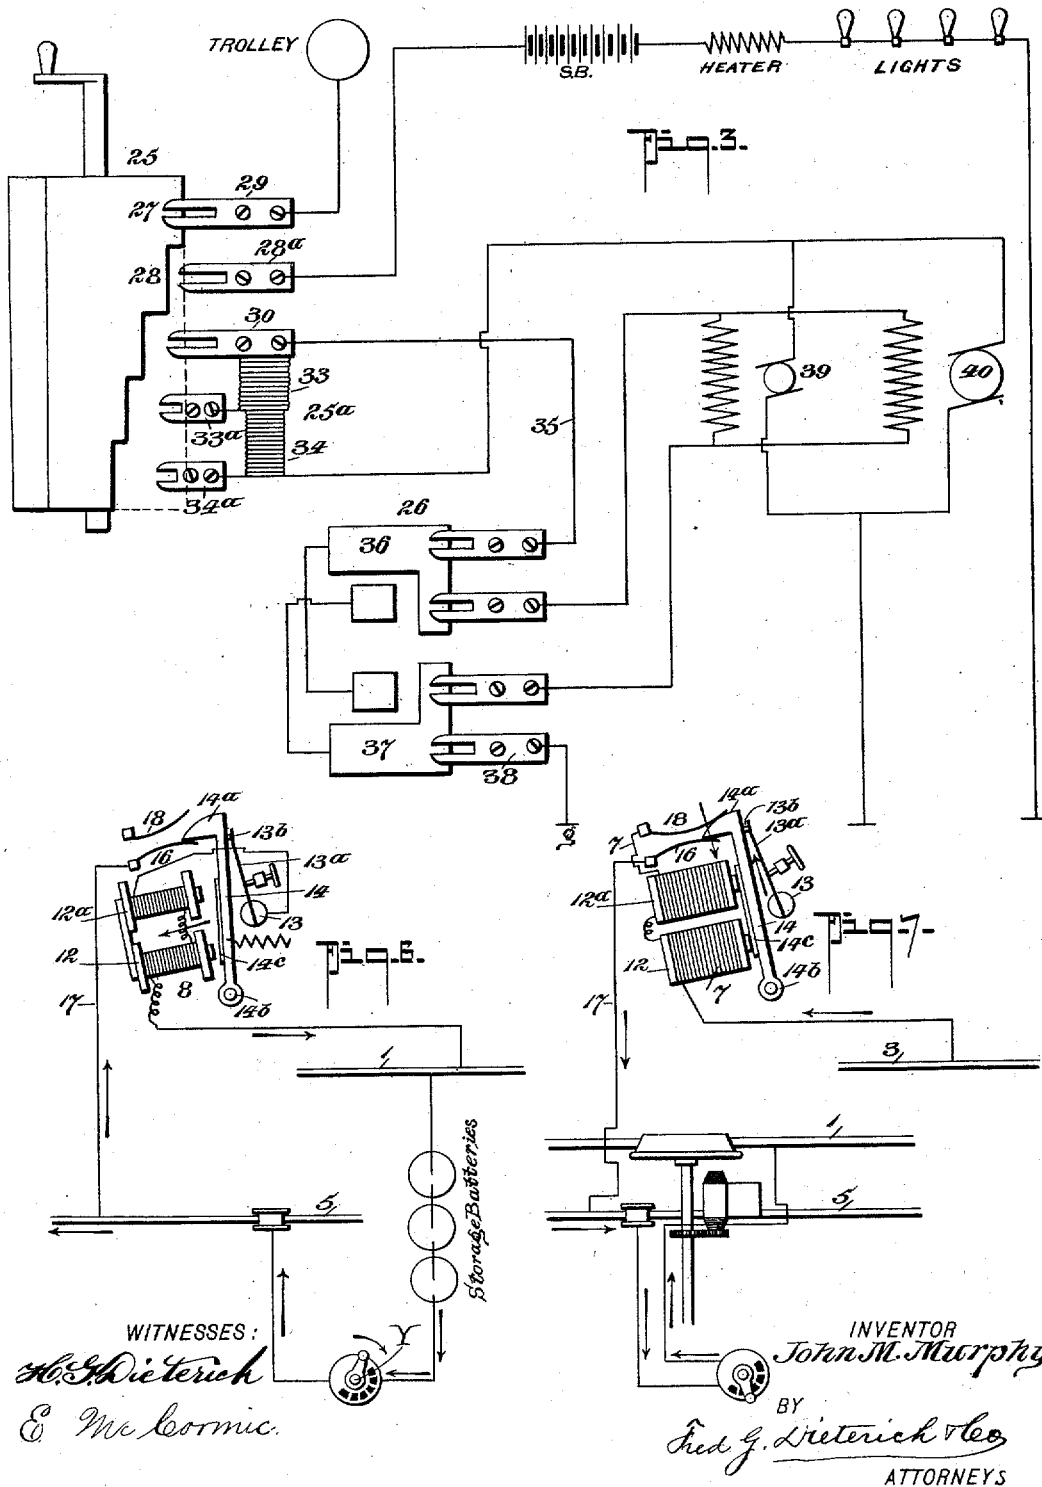 TROLLEY
S.B.
HEATER
LIGHTS
Fig. 3.
25
29
27
28a
28
30
33
25a
33a
34
34a
35
39
40
26
36
37
38
g
18
14a
13b
16
13a
12a
14
13
12
14c
8
14b
17
Fig. 6.
1
5
Storage Batteries
Y
14a
18
13b
7
13a
16
12a
13
14
14c
12
7
14b
17
Fig. 7.
3
1
5
WITNESSES:
H. G. Dieterich
E Mc Cormic.
INVENTOR
John M. Murphy
BY
Fred G. Dieterich & Co
ATTORNEYS